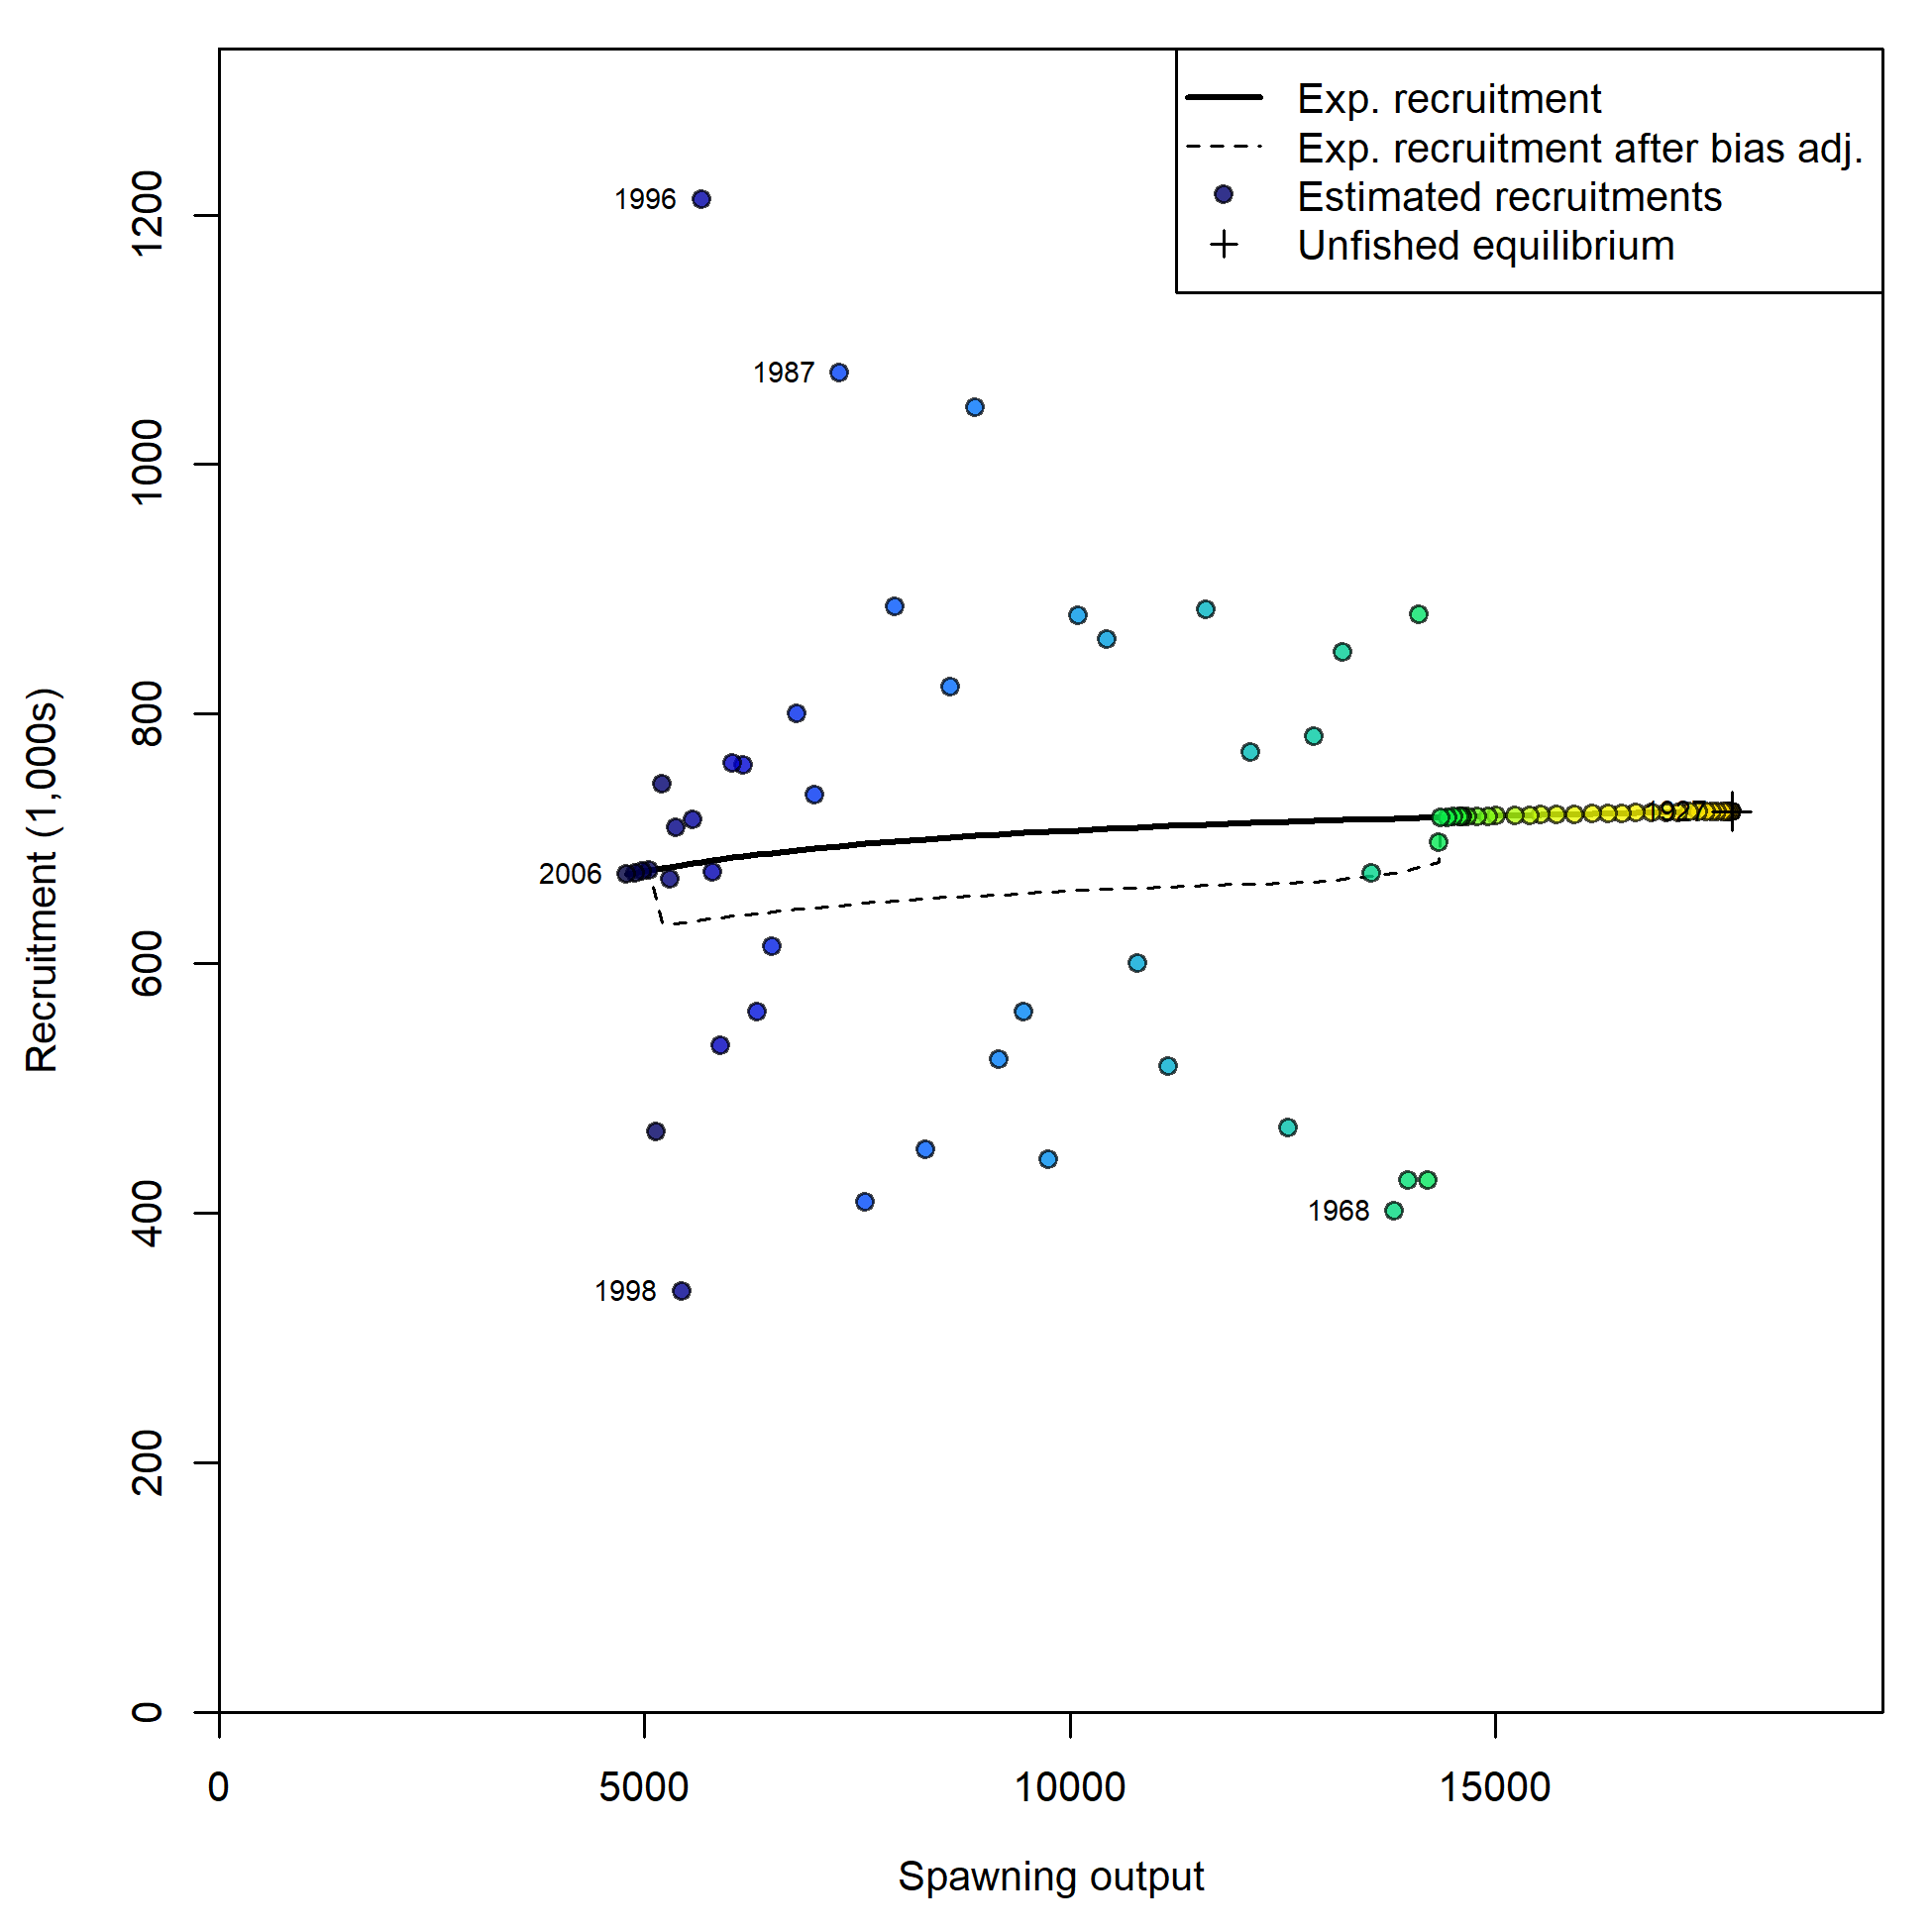 Exp. recruitment
Exp. recruitment after bias adj.
Estimated recruitments
Unfished equilibrium
1996
1987
2006
1927
1968
1998
Recruitment (1,000s)
1200
1000
800
600
400
200
0
0 5000 10000 15000
Spawning output